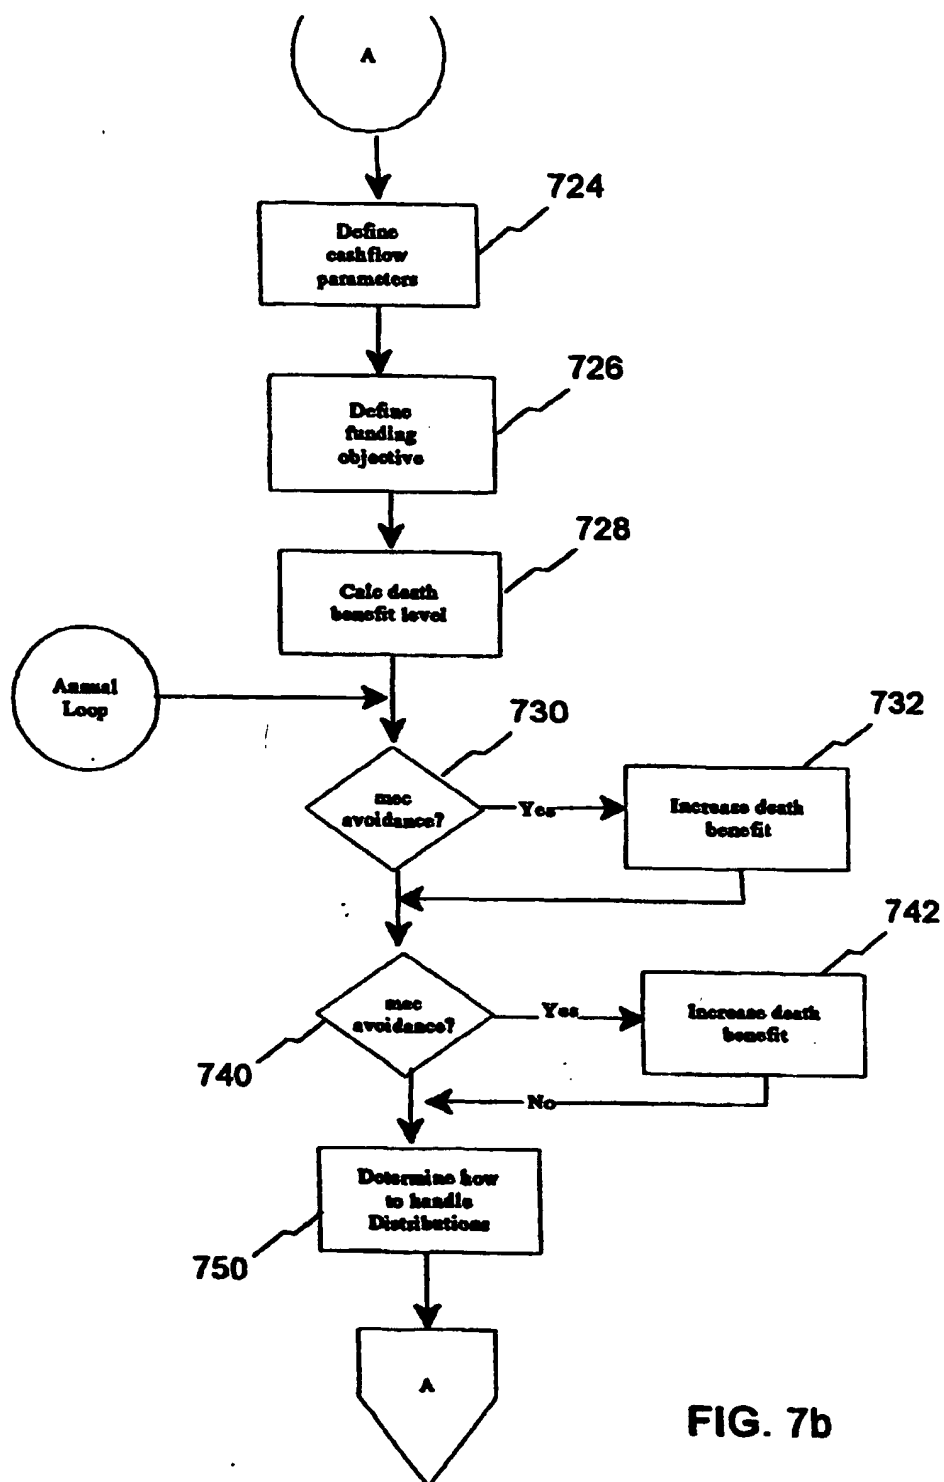 A
724
Define
cashflow
parameters
726
Define
funding
objective
728
Calc death
benefit level
Annual
Loop
730
mec
avoidance?
Yes
732
Increase death
benefit
740
mec
avoidance?
Yes
742
Increase death
benefit
No
750
Determine how
to handle
Distributions
A
FIG. 7b